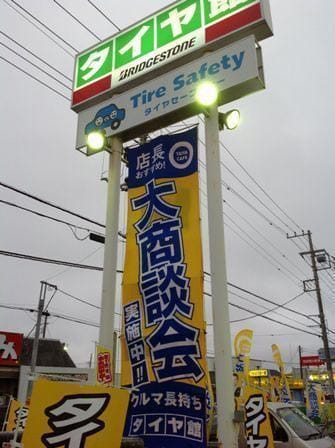 タイヤ館
BRIDGESTONE
Tire Safety
タイヤセーフティー
店長
おすすめ!
TAIYA CAFE
大商談会
実施中!!
クルマ長持ち
タイヤ館
タイ
タイ